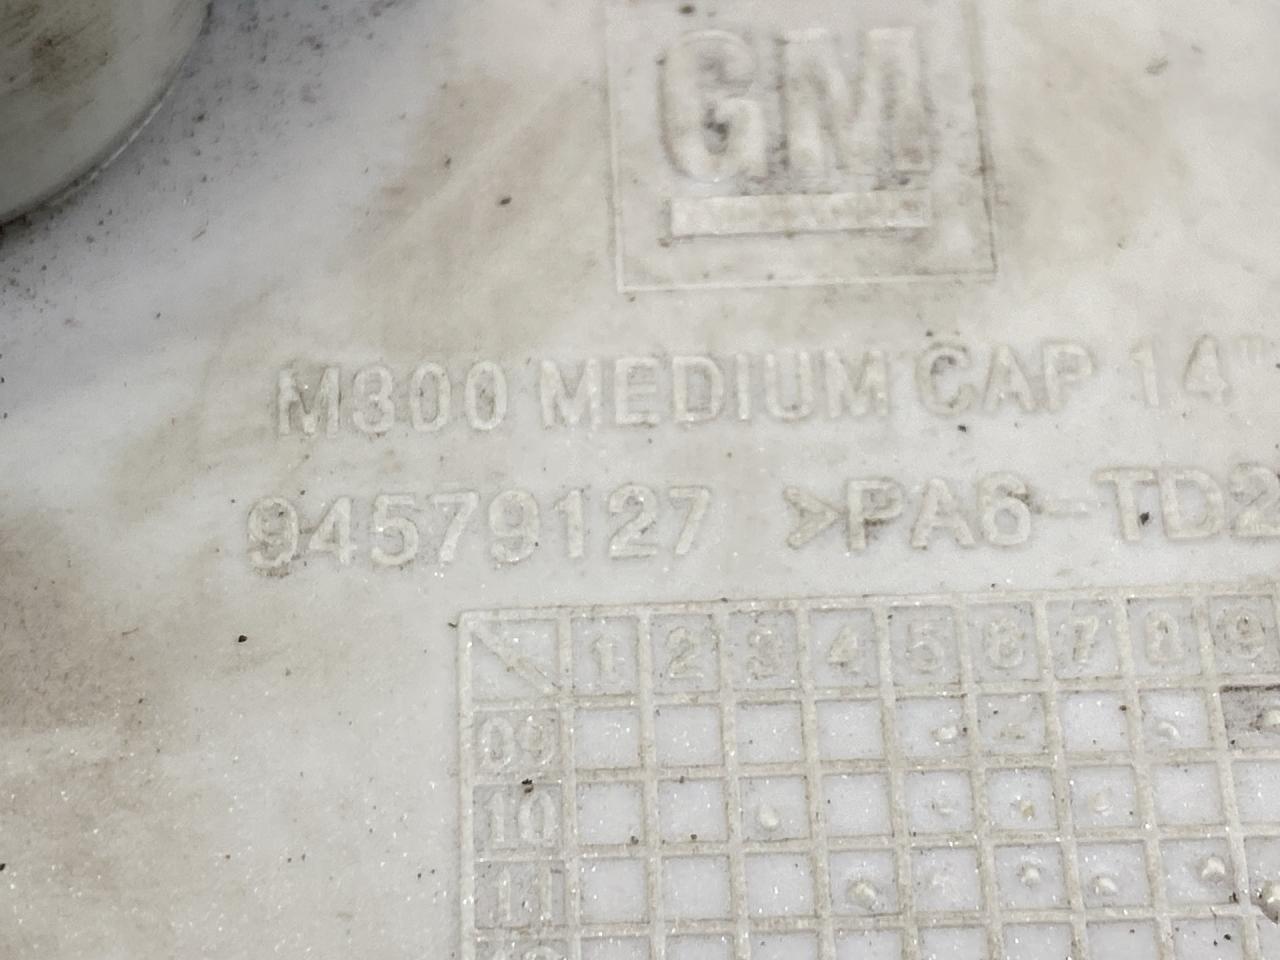 GM
M300 MEDIUM CAP 14"
94579127 >PA6-TD2
1 2 3 4 5 6 7 8 9
09
10
11